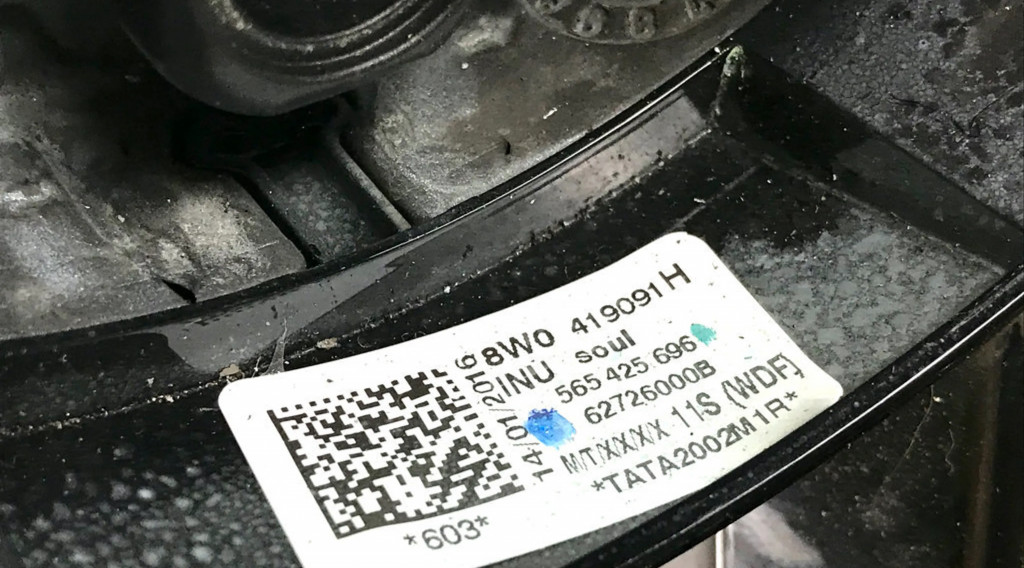 8W0 419091 H
INU soul
565 425 696
62726000B
M/T/X/X/X 11S (WDF)
*TATA2002M1R*
14/01/2016
*603*